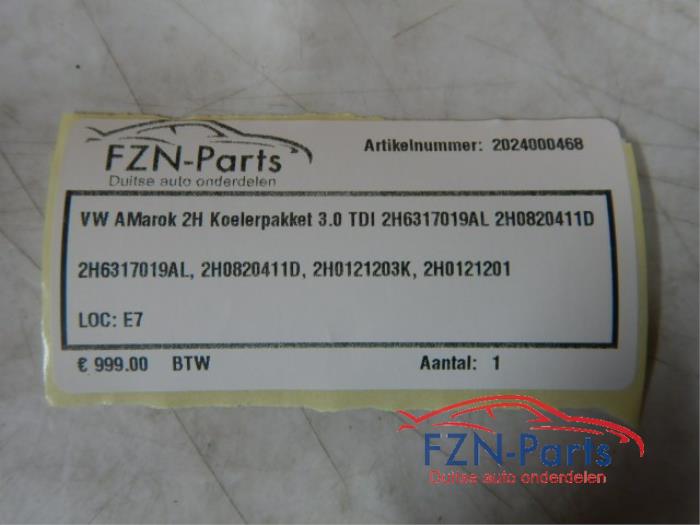 FZN-Parts
Duitse auto onderdelen
Artikelnummer: 2024000468
VW AMarok 2H Koelerpakket 3.0 TDI 2H6317019AL 2H0820411D
2H6317019AL, 2H0820411D, 2H0121203K, 2H0121201
LOC: E7
€ 999.00 BTW Aantal: 1
FZN-Parts
Duitse auto onderdelen